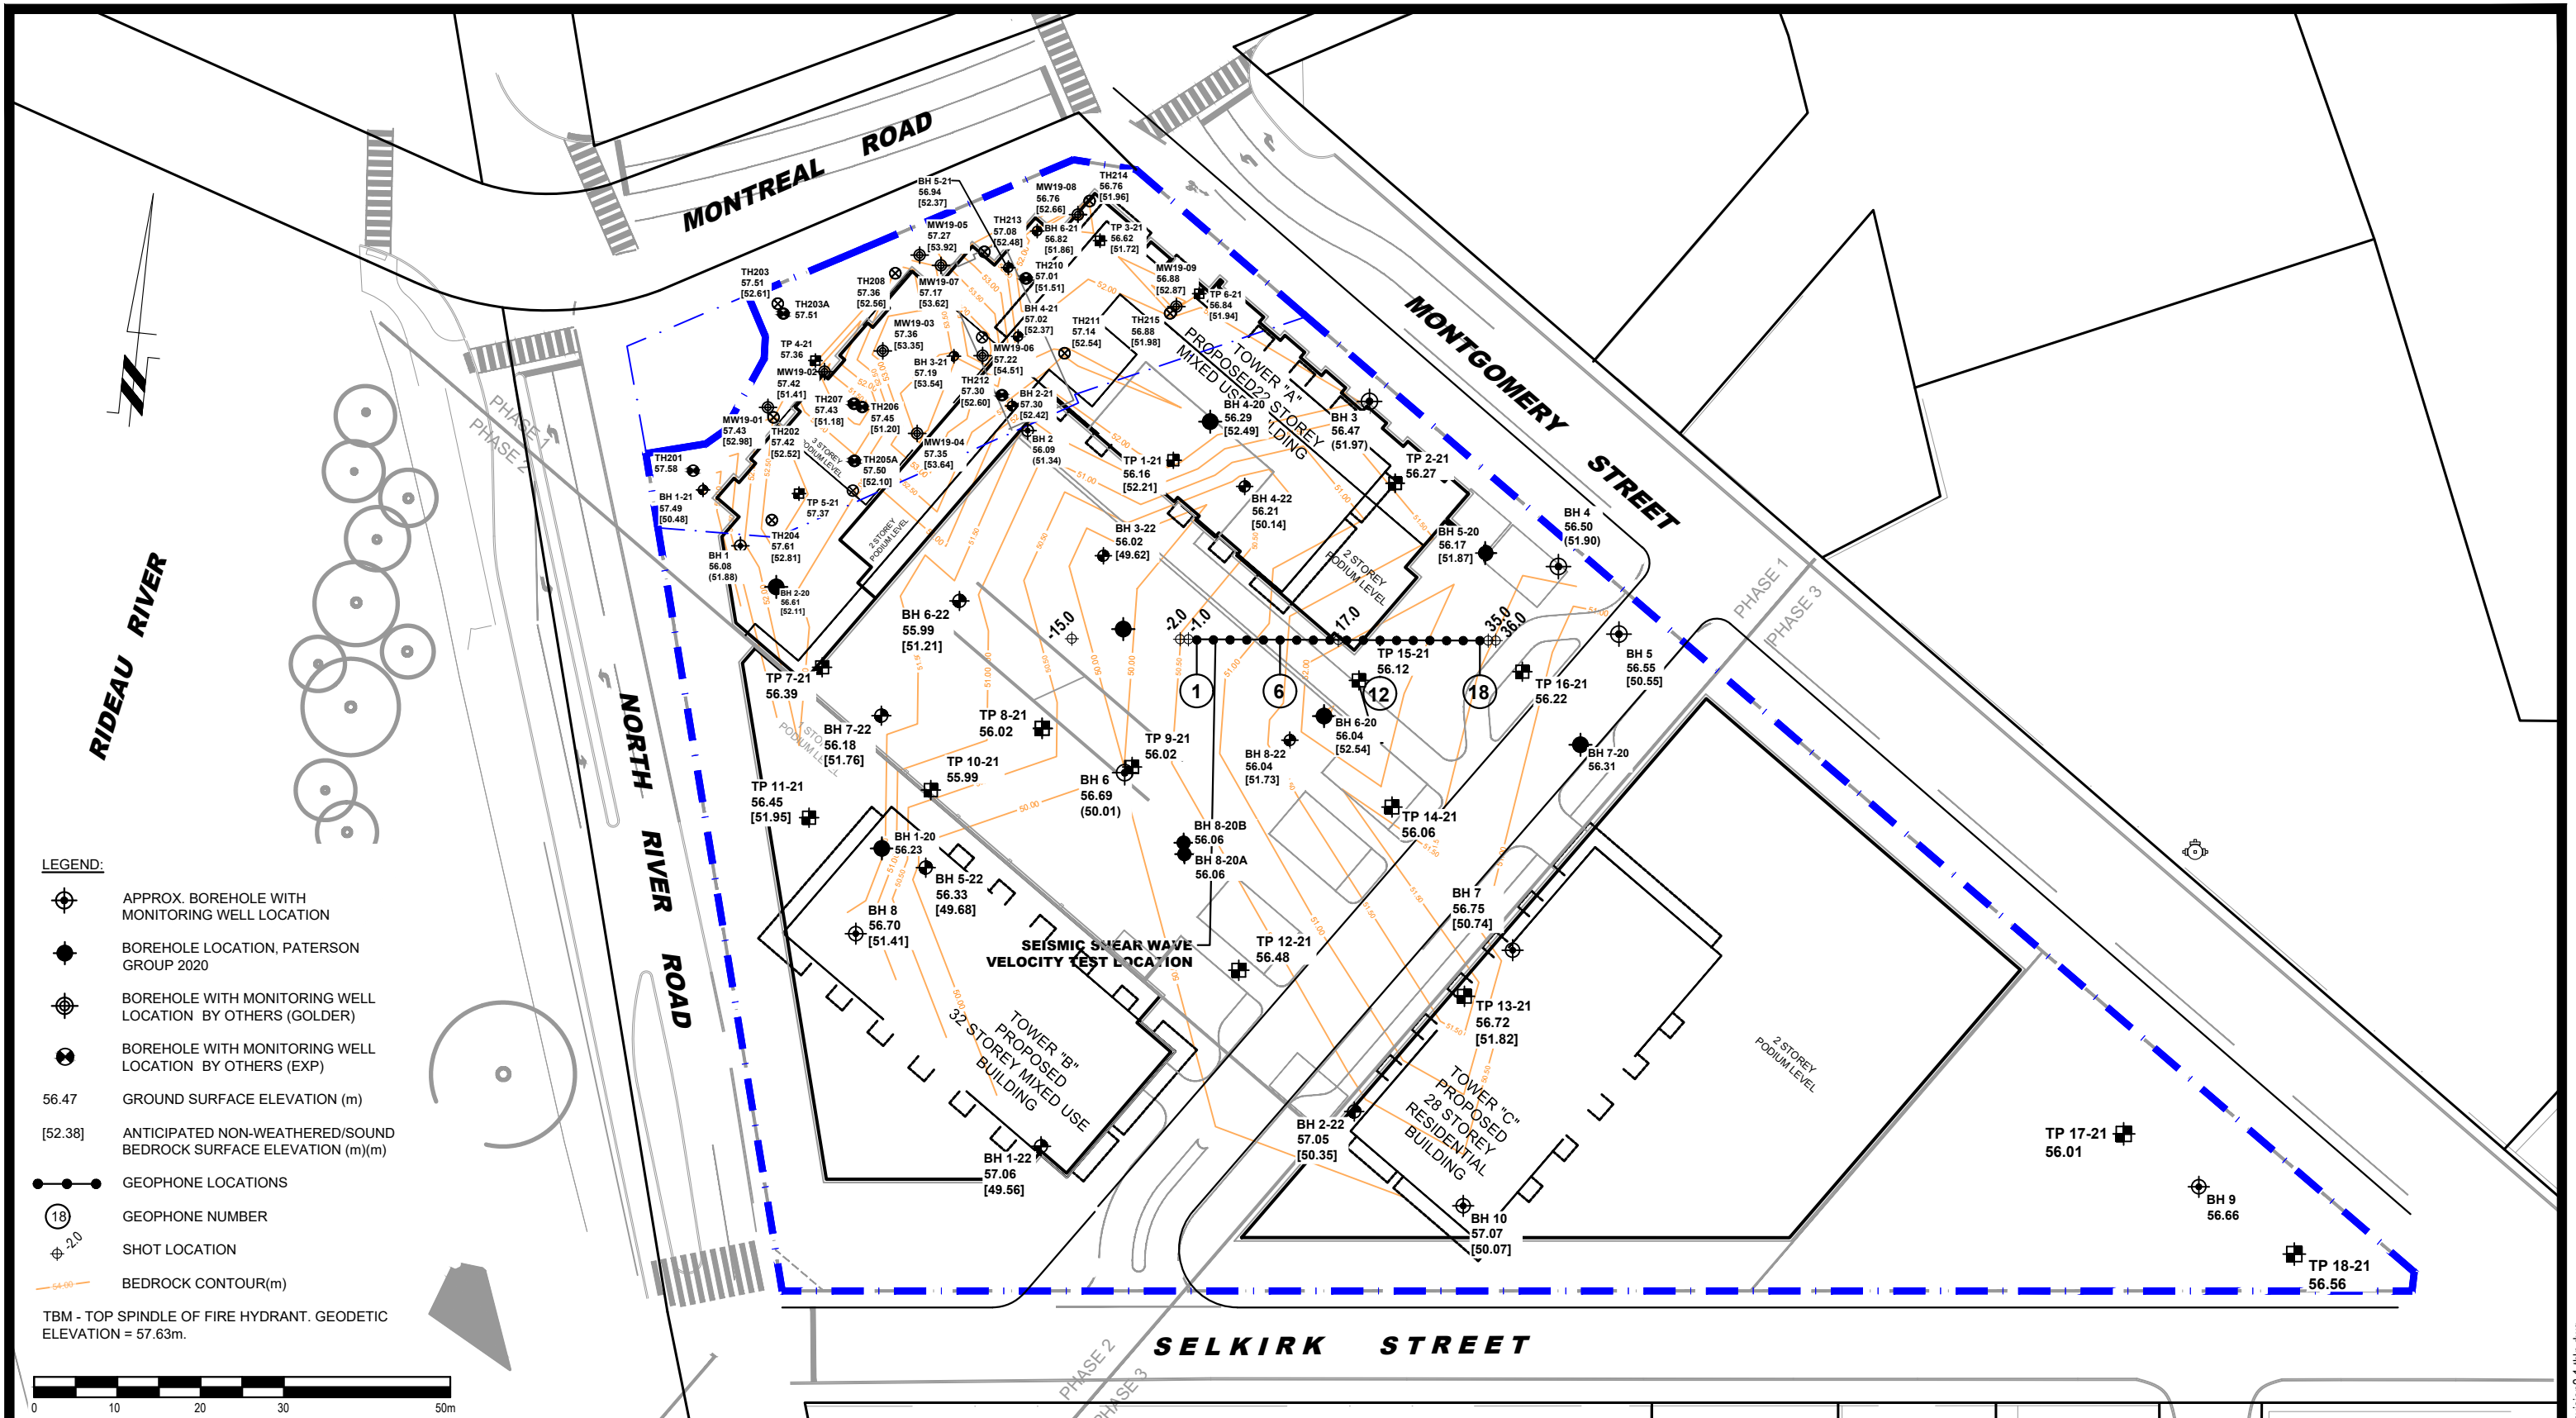 MONTREAL ROAD
MONTGOMERY STREET
RIDEAU RIVER
NORTH RIVER ROAD
SELKIRK STREET
PHASE 1
PHASE 2
PHASE 1
PHASE 3
PHASE 2
PHASE 3
BH 5-21
56.94
[52.37]
MW19-08
56.76
[52.66]
TH214
56.76
[51.96]
MW19-05
57.27
[53.92]
TH213
57.08
[52.48]
BH 6-21
56.82
[51.86]
TP 3-21
56.62
[51.72]
TH203
57.51
[52.61]
TH203A
57.51
TH208
57.36
[52.56]
MW19-07
57.17
[53.62]
TH210
57.01
[51.51]
MW19-09
56.88
[52.87]
TP 6-21
56.84
[51.94]
BH 4-21
57.02
[52.37]
TH211
57.14
[52.54]
TH215
56.88
[51.98]
MW19-03
57.36
[53.35]
TP 4-21
57.36
MW19-02
57.42
[51.41]
BH 3-21
57.19
[53.54]
MW19-06
57.22
[54.51]
TH212
57.30
[52.60]
BH 2-21
57.30
[52.42]
TH207
57.43
[51.18]
TH206
57.45
[51.20]
MW19-01
57.43
[52.98]
TH202
57.42
[52.52]
MW19-04
57.35
[53.64]
BH 2
56.09
(51.34)
TH201
57.58
TH205A
57.50
[52.10]
BH 1-21
57.49
[50.48]
TP 5-21
57.37
TH204
57.61
[52.81]
BH 1
56.08
(51.88)
BH 2-20
56.61
[52.11]
3 STOREY
PODIUM LEVEL
2 STOREY
PODIUM LEVEL
TOWER "A"
PROPOSED 22 STOREY
MIXED USE BUILDING
BH 4-20
56.29
[52.49]
BH 3
56.47
(51.97)
TP 1-21
56.16
[52.21]
TP 2-21
56.27
BH 4-22
56.21
[50.14]
BH 3-22
56.02
[49.62]
BH 5-20
56.17
[51.87]
BH 4
56.50
(51.90)
2 STOREY
PODIUM LEVEL
BH 6-22
55.99
[51.21]
-15.0
-2.0
-1.0
17.0
35.0
36.0
1
6
12
18
TP 15-21
56.12
TP 16-21
56.22
BH 5
56.55
[50.55]
TP 7-21
56.39
BH 7-22
56.18
[51.76]
TP 8-21
56.02
TP 9-21
56.02
BH 6-20
56.04
[52.54]
BH 8-22
56.04
[51.73]
BH 7-20
56.31
TP 10-21
55.99
TP 11-21
56.45
[51.95]
BH 6
56.69
(50.01)
TP 14-21
56.06
BH 1-20
56.23
BH 8-20B
56.06
BH 8-20A
56.06
BH 5-22
56.33
[49.68]
BH 8
56.70
[51.41]
BH 7
56.75
[50.74]
SEISMIC SHEAR WAVE
VELOCITY TEST LOCATION
TP 12-21
56.48
TP 13-21
56.72
[51.82]
TOWER "B"
PROPOSED
32 STOREY MIXED USE
BUILDING
TOWER "C"
PROPOSED
28 STOREY
RESIDENTIAL
BUILDING
2 STOREY
PODIUM LEVEL
BH 2-22
57.05
[50.35]
BH 1-22
57.06
[49.56]
BH 10
57.07
[50.07]
TP 17-21
56.01
BH 9
56.66
TP 18-21
56.56
LEGEND:
APPROX. BOREHOLE WITH
MONITORING WELL LOCATION
BOREHOLE LOCATION, PATERSON
GROUP 2020
BOREHOLE WITH MONITORING WELL
LOCATION BY OTHERS (GOLDER)
BOREHOLE WITH MONITORING WELL
LOCATION BY OTHERS (EXP)
56.47 GROUND SURFACE ELEVATION (m)
[52.38] ANTICIPATED NON-WEATHERED/SOUND
BEDROCK SURFACE ELEVATION (m)(m)
GEOPHONE LOCATIONS
18 GEOPHONE NUMBER
-2.0 SHOT LOCATION
54.00 BEDROCK CONTOUR(m)
TBM - TOP SPINDLE OF FIRE HYDRANT. GEODETIC
ELEVATION = 57.63m.
0 10 20 30 50m